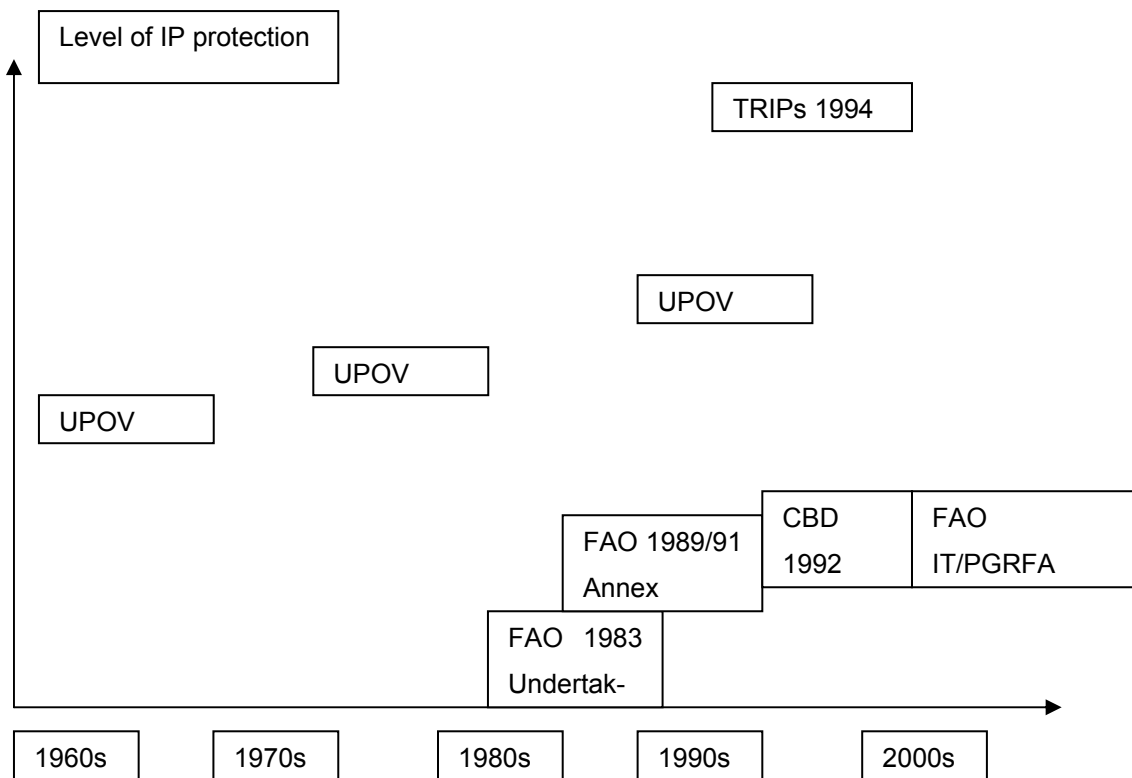 Level of IP protection
TRIPs 1994
UPOV
UPOV
UPOV
CBD
1992
FAO
IT/PGRFA
FAO 1989/91
Annex
FAO 1983
Undertak-
1960s
1970s
1980s
1990s
2000s